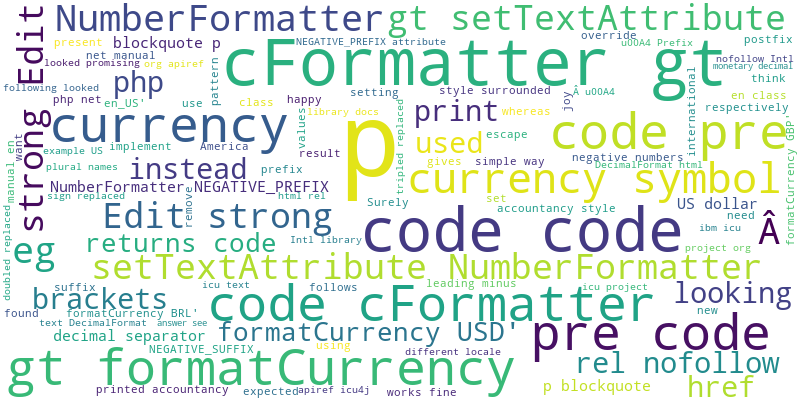 NumberFormatter
gt setTextAttribute
Edit
present
blockquote p
NEGATIVE_PREFIX attribute
override
u00A4 Prefix
postfix
net manual
looked promising
org apiref
cFormatter gt
nofollow Intl
monetary decimal
following looked
php
pattern
setting
style surrounded
Â u00A4
think
php net
en_US'
use
class
happy
library docs
whereas
joy
international
en class
respectively
strong
want
currency
values
print
code pre
formatCurrency GBP'
example US
implement
America
p
tripled replaced
used
escape
manual en
plural names
instead
result
gives
simple way
negative numbers
DecimalFormat html
NumberFormatter NEGATIVE_PREFIX
prefix
currency symbol
sign replaced
remove
html rel
Surely
set
accountancy style
US dollar
need
Edit strong
code code
ibm icu
Â
eg
returns code
Intl library
project org
doubled replaced
setTextAttribute NumberFormatter
suffix
icu text
follows
leading minus
icu project
looking
brackets
code cFormatter
found
formatCurrency BRL'
new
text DecimalFormat
answer see
formatCurrency USD'
pre code
decimal separator
NEGATIVE_SUFFIX
using
different locale
rel nofollow
gt formatCurrency
printed accountancy
expected
apiref icu4j
works fine
p blockquote
href